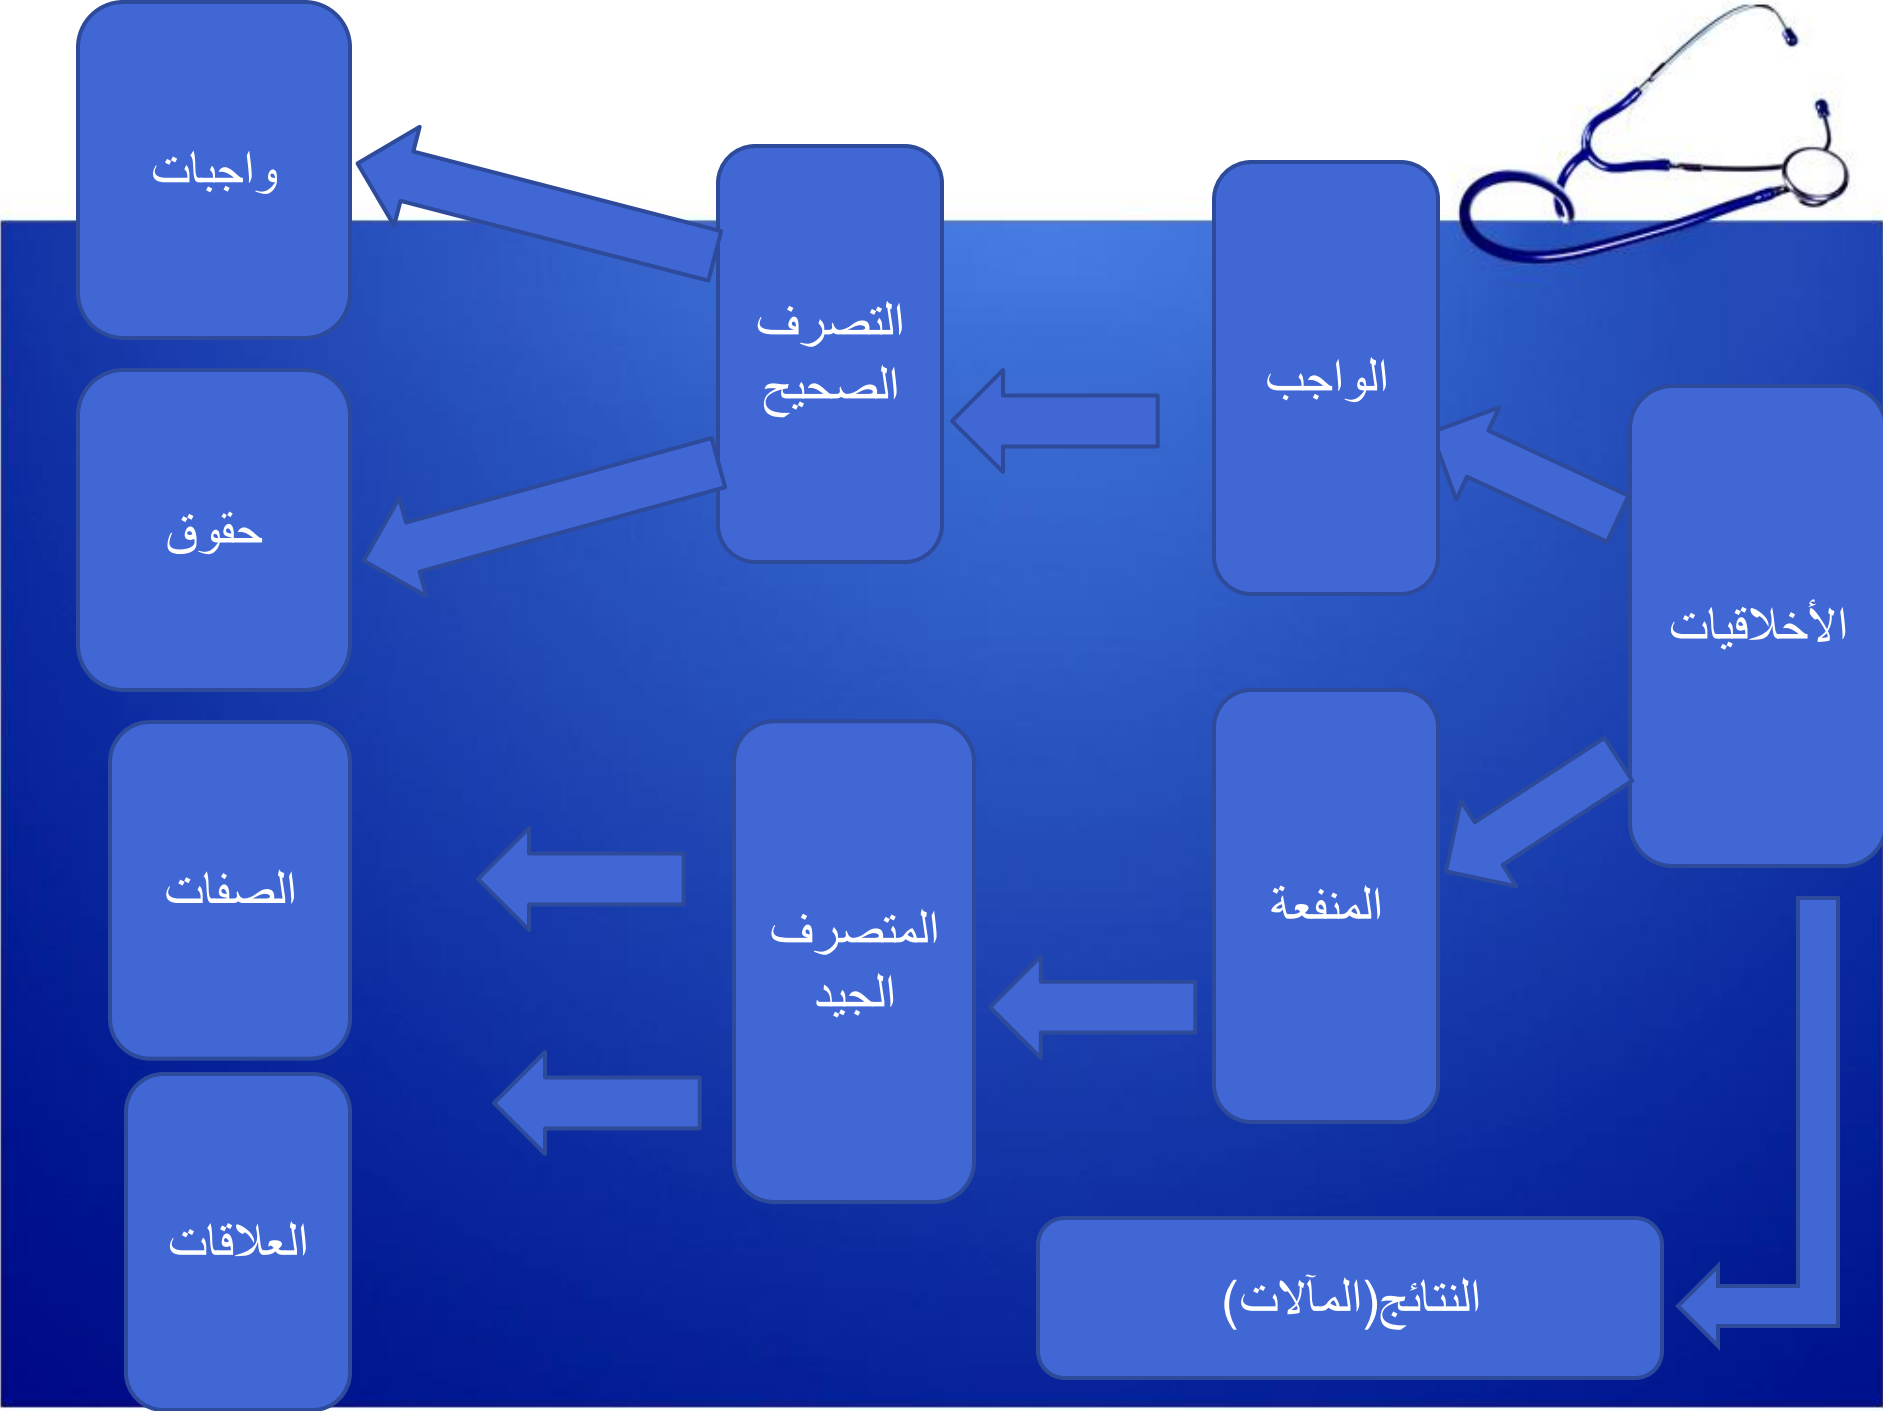 الأخلاقيات
الواجب
التصرف
الصحيح
واجبات
حقوق
المنفعة
المتصرف
الجيد
الصفات
العلاقات
النتائج(المآلات)